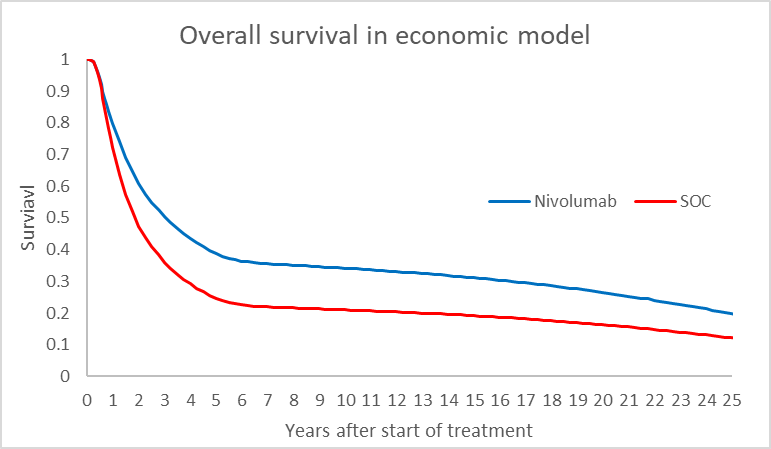 Overall survival in economic model
1
0.9
0.8
0.7
0.6
0.5
0.4
0.3
0.2
0.1
0
Surviavl
Nivolumab SOC
0 1 2 3 4 5 6 7 8 9 10 11 12 13 14 15 16 17 18 19 20 21 22 23 24 25
Years after start of treatment